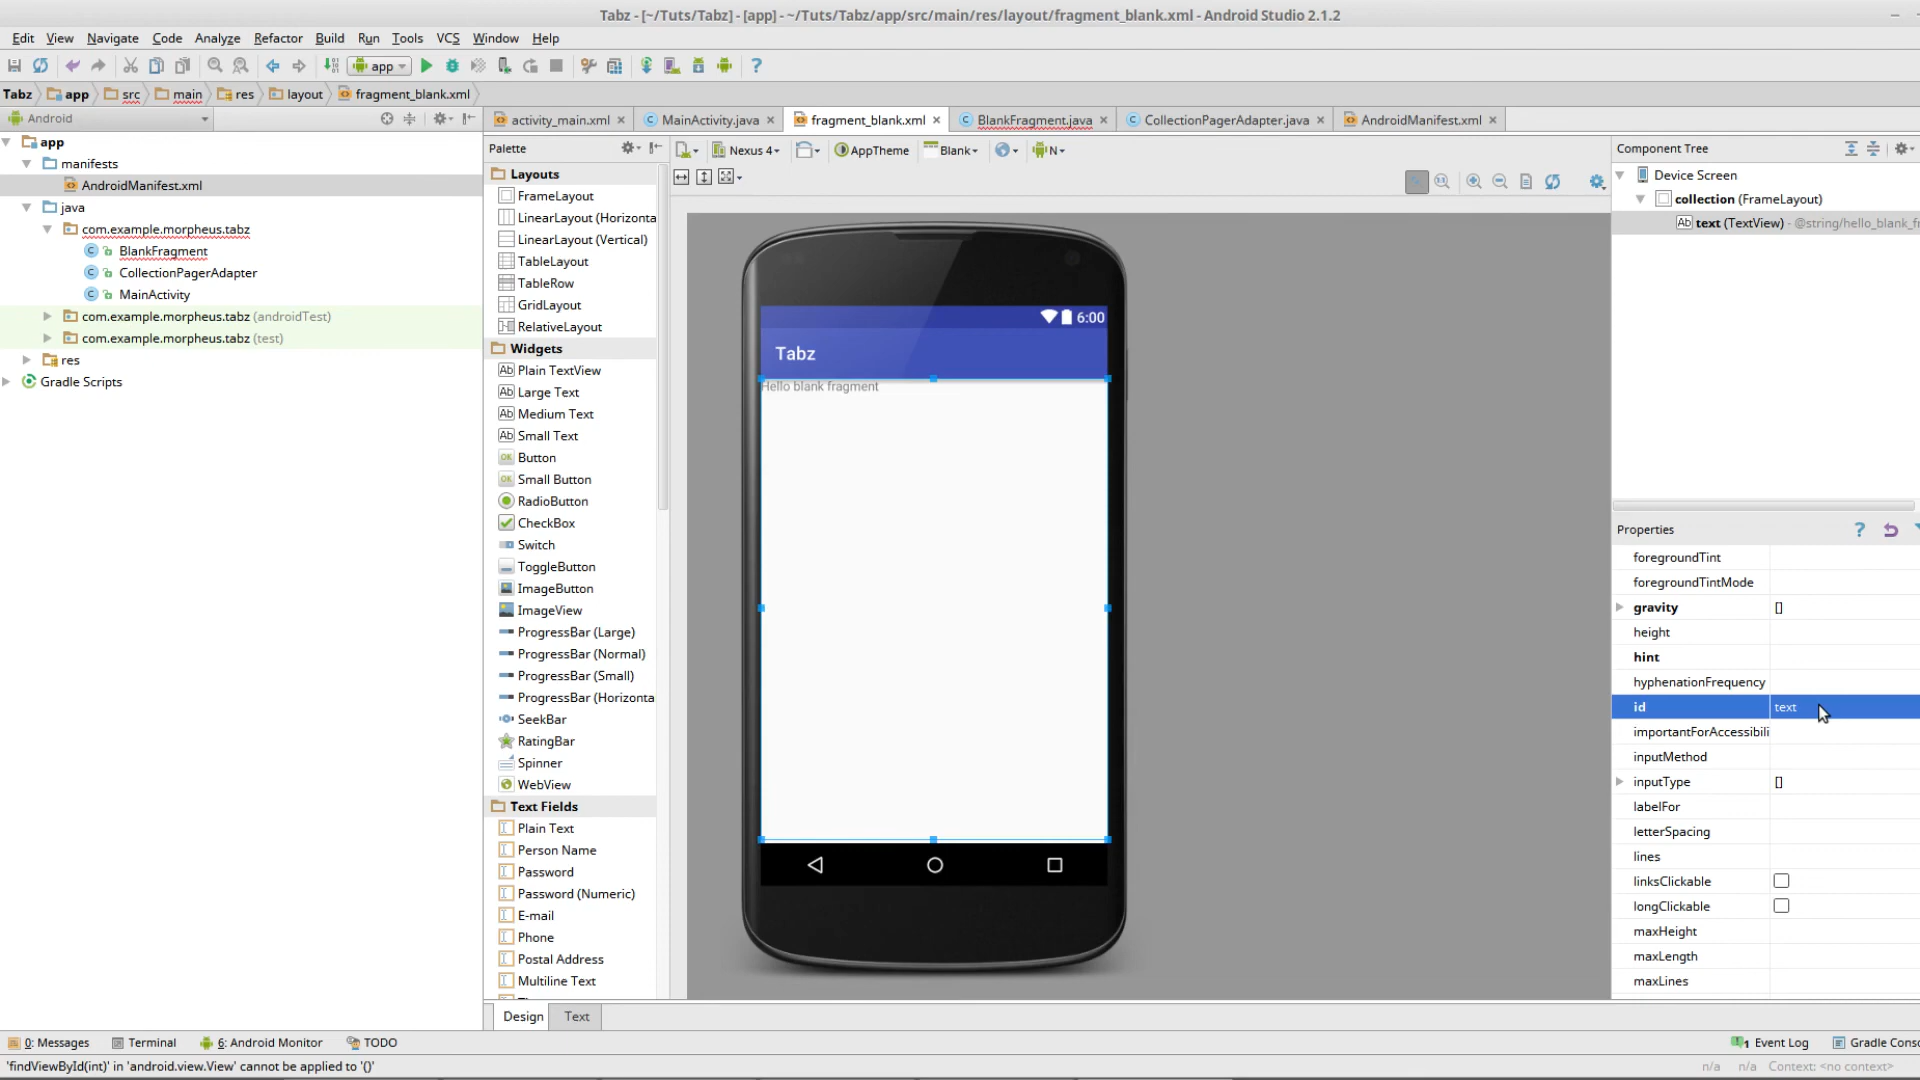 Tabz - [~/Tuts/Tabz] - [app] - ~/Tuts/Tabz/app/src/main/res/layout/fragment_blank.xml - Android Studio 2.1.2
Edit View Navigate Code Analyze Refactor Build Run Tools VCS Window Help
app
Tabz app src main res layout fragment_blank.xml
Android
activity_main.xml MainActivity.java fragment_blank.xml BlankFragment.java CollectionPagerAdapter.java AndroidManifest.xml
app
manifests
AndroidManifest.xml
java
com.example.morpheus.tabz
BlankFragment
CollectionPagerAdapter
MainActivity
com.example.morpheus.tabz (androidTest)
com.example.morpheus.tabz (test)
res
Gradle Scripts
Palette
Layouts
FrameLayout
LinearLayout (Horizonta
LinearLayout (Vertical)
TableLayout
TableRow
GridLayout
RelativeLayout
Widgets
Plain TextView
Large Text
Medium Text
Small Text
Button
Small Button
RadioButton
CheckBox
Switch
ToggleButton
ImageButton
ImageView
ProgressBar (Large)
ProgressBar (Normal)
ProgressBar (Small)
ProgressBar (Horizonta
SeekBar
RatingBar
Spinner
WebView
Text Fields
Plain Text
Person Name
Password
Password (Numeric)
E-mail
Phone
Postal Address
Multiline Text
Nexus 4 AppTheme Blank N
6:00
Tabz
Hello blank fragment
Design Text
Component Tree
Device Screen
collection (FrameLayout)
Ab text (TextView) - @string/hello_blank_f
Properties
foregroundTint
foregroundTintMode
gravity []
height
hint
hyphenationFrequency
id text
importantForAccessibili
inputMethod
inputType []
labelFor
letterSpacing
lines
linksClickable
longClickable
maxHeight
maxLength
maxLines
0: Messages Terminal 6: Android Monitor TODO 1 Event Log Gradle Conso
'findViewById(int)' in 'android.view.View' cannot be applied to '()' n/a n/a Context: <no context>